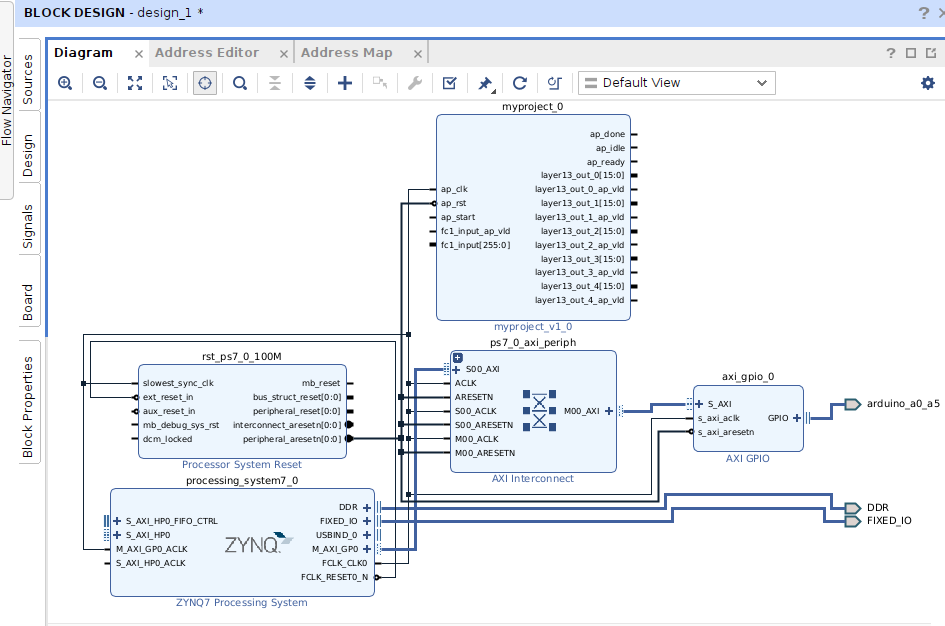 BLOCK DESIGN - design_1 *
?
Flow Navigator
Sources
Design
Signals
Board
Block Properties
Diagram
Address Editor
Address Map
?
Default View
myproject_0
ap_clk
ap_rst
ap_start
fc1_input_ap_vld
fc1_input[255:0]
ap_done
ap_idle
ap_ready
layer13_out_0[15:0]
layer13_out_0_ap_vld
layer13_out_1[15:0]
layer13_out_1_ap_vld
layer13_out_2[15:0]
layer13_out_2_ap_vld
layer13_out_3[15:0]
layer13_out_3_ap_vld
layer13_out_4[15:0]
layer13_out_4_ap_vld
myproject_v1_0
rst_ps7_0_100M
slowest_sync_clk
ext_reset_in
aux_reset_in
mb_debug_sys_rst
dcm_locked
mb_reset
bus_struct_reset[0:0]
peripheral_reset[0:0]
interconnect_aresetn[0:0]
peripheral_aresetn[0:0]
Processor System Reset
ps7_0_axi_periph
S00_AXI
ACLK
ARESETN
S00_ACLK
S00_ARESETN
M00_ACLK
M00_ARESETN
M00_AXI
AXI Interconnect
axi_gpio_0
S_AXI
s_axi_aclk
s_axi_aresetn
GPIO
AXI GPIO
arduino_a0_a5
processing_system7_0
S_AXI_HP0_FIFO_CTRL
S_AXI_HP0
M_AXI_GP0_ACLK
S_AXI_HP0_ACLK
ZYNQ
DDR
FIXED_IO
USBIND_0
M_AXI_GP0
FCLK_CLK0
FCLK_RESET0_N
ZYNQ7 Processing System
DDR
FIXED_IO